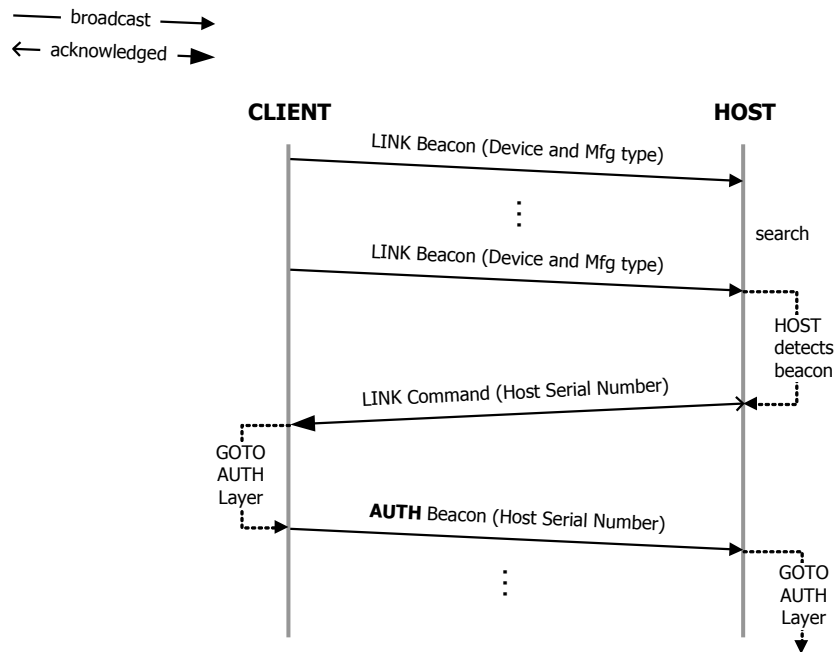 broadcast
acknowledged
CLIENT
HOST
LINK Beacon (Device and Mfg type)
⋮
search
LINK Beacon (Device and Mfg type)
HOST
detects
beacon
LINK Command (Host Serial Number)
GOTO
AUTH
Layer
AUTH Beacon (Host Serial Number)
⋮
GOTO
AUTH
Layer